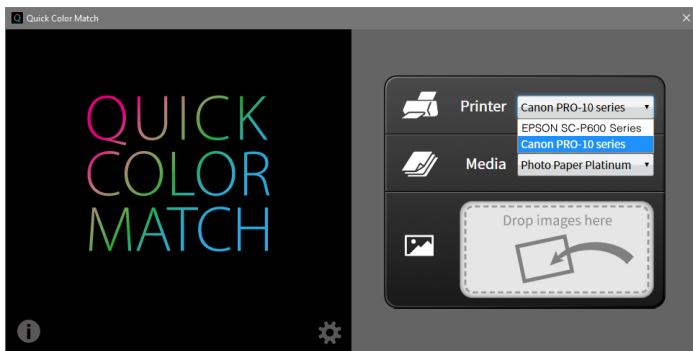 Q Quick Color Match
QUICK
COLOR
MATCH
Printer Canon PRO-10 series
EPSON SC-P600 Series
Canon PRO-10 series
Media Photo Paper Platinum
Drop images here